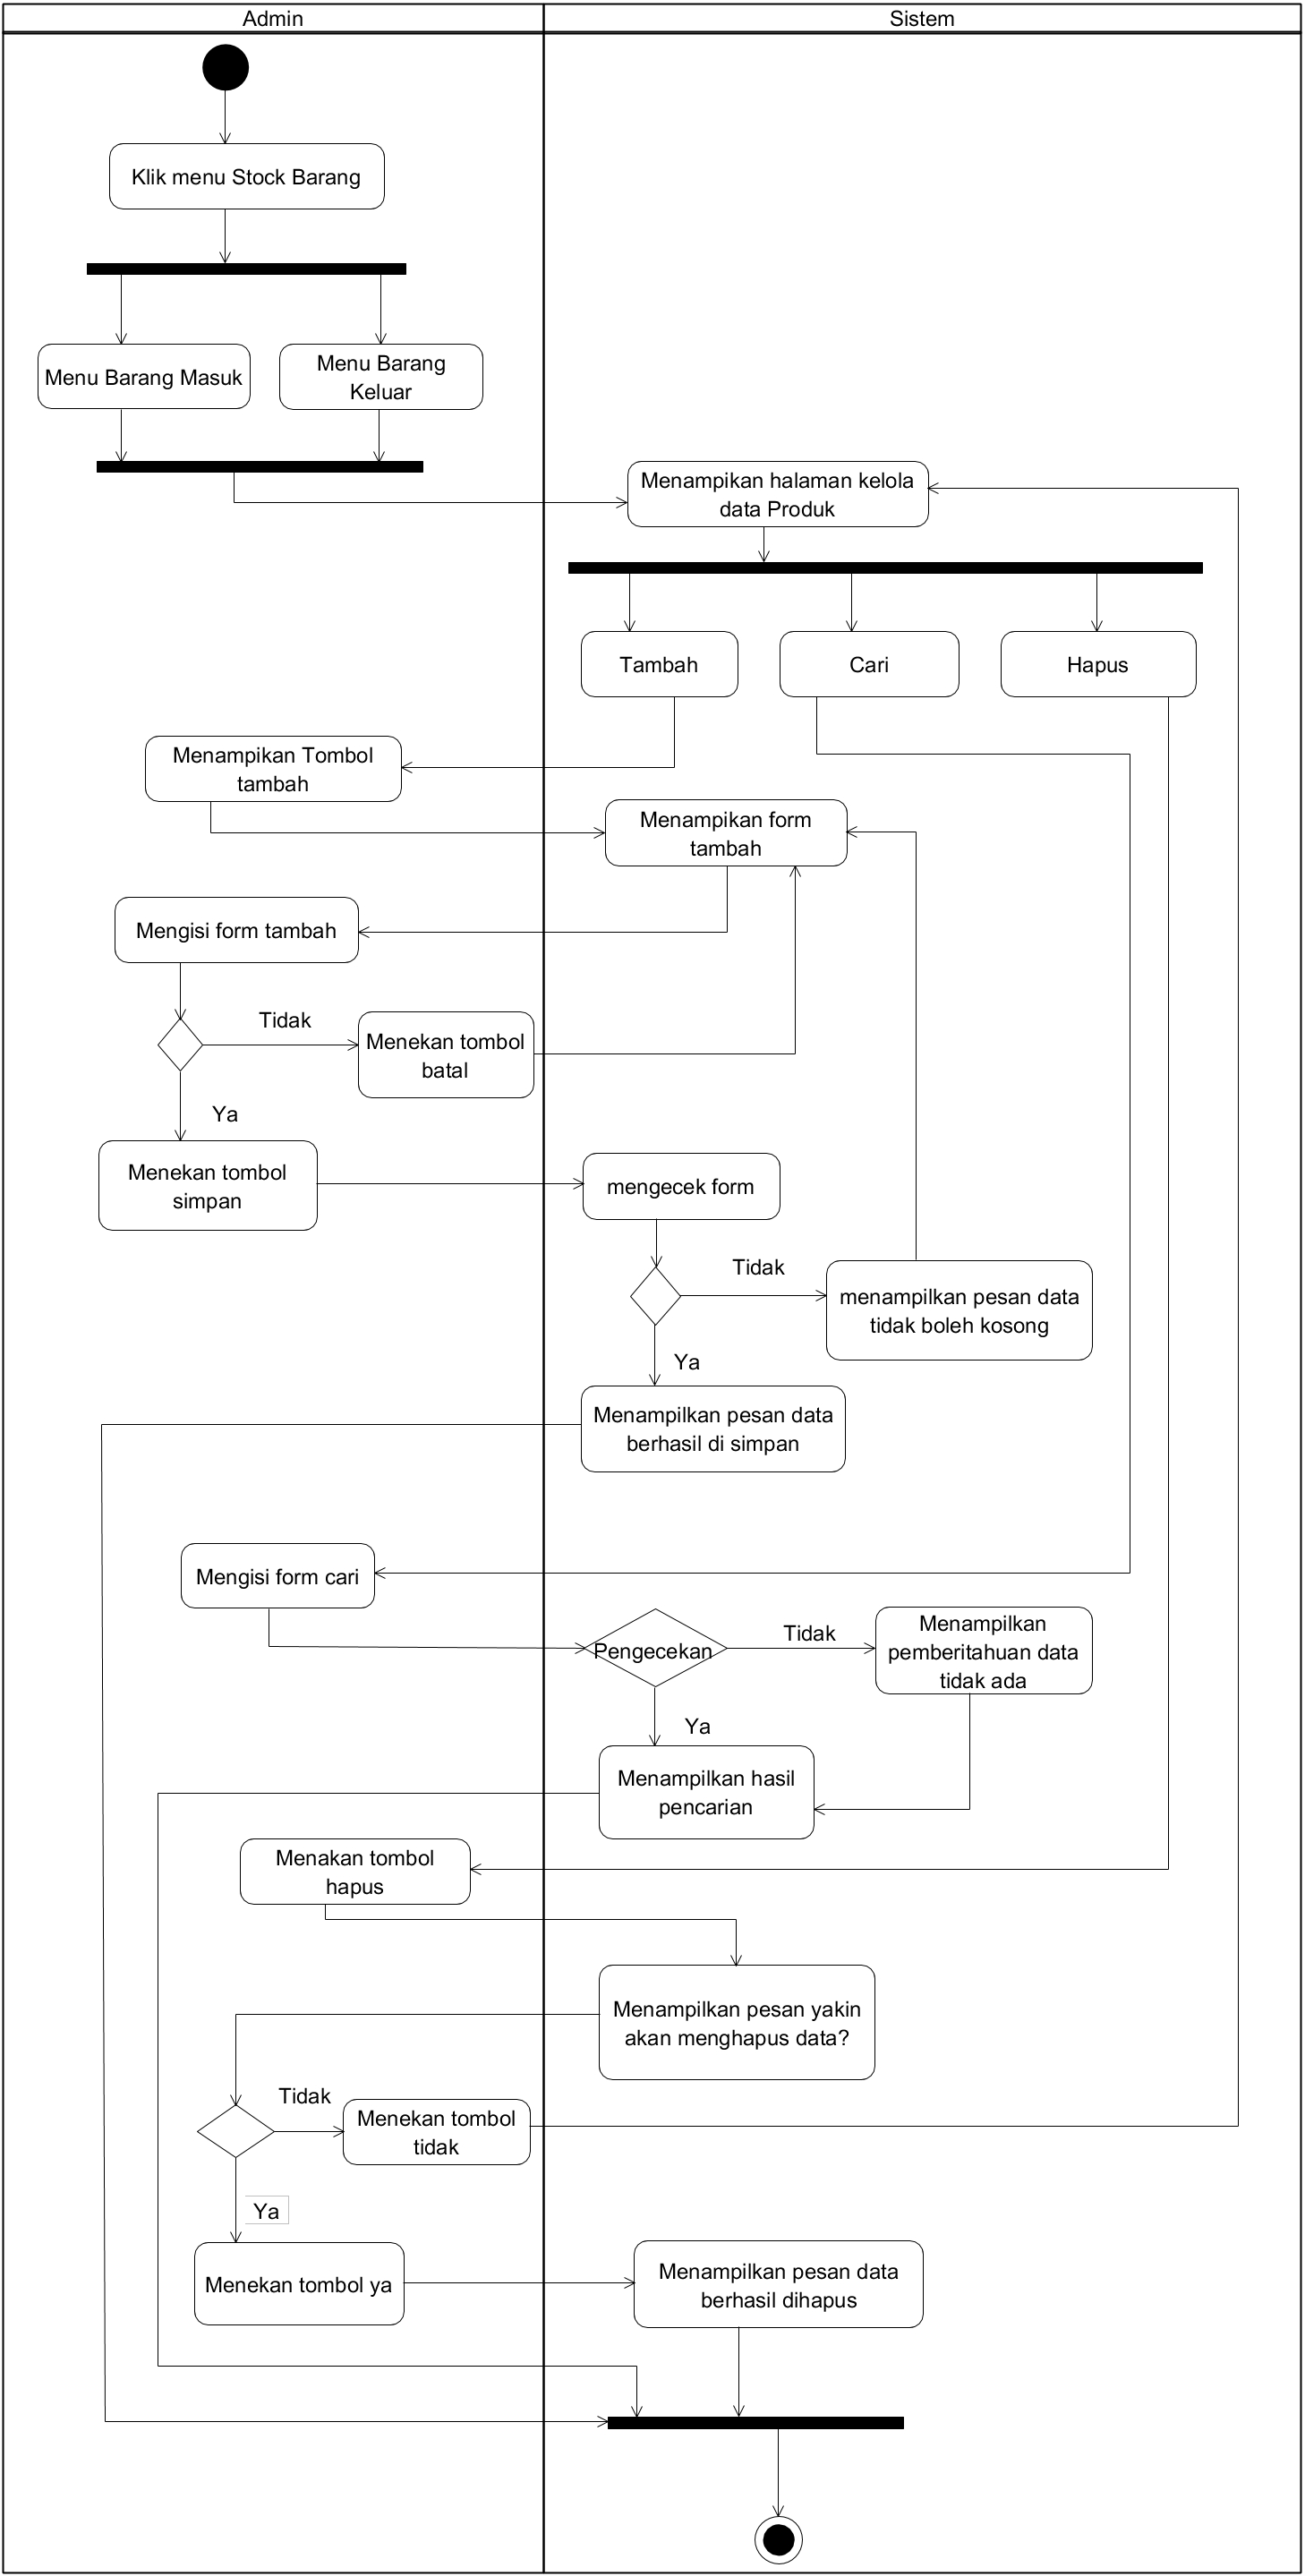 Admin
Sistem
Klik menu Stock Barang
Menu Barang Masuk
Menu Barang
Keluar
Menampikan halaman kelola
data Produk
Tambah
Cari
Hapus
Menampikan Tombol
tambah
Menampikan form
tambah
Mengisi form tambah
Tidak
Menekan tombol
batal
Ya
Menekan tombol
simpan
mengecek form
Tidak
menampilkan pesan data
tidak boleh kosong
Ya
Menampilkan pesan data
berhasil di simpan
Mengisi form cari
Pengecekan
Tidak
Menampilkan
pemberitahuan data
tidak ada
Ya
Menampilkan hasil
pencarian
Menakan tombol
hapus
Menampilkan pesan yakin
akan menghapus data?
Tidak
Menekan tombol
tidak
Ya
Menekan tombol ya
Menampilkan pesan data
berhasil dihapus